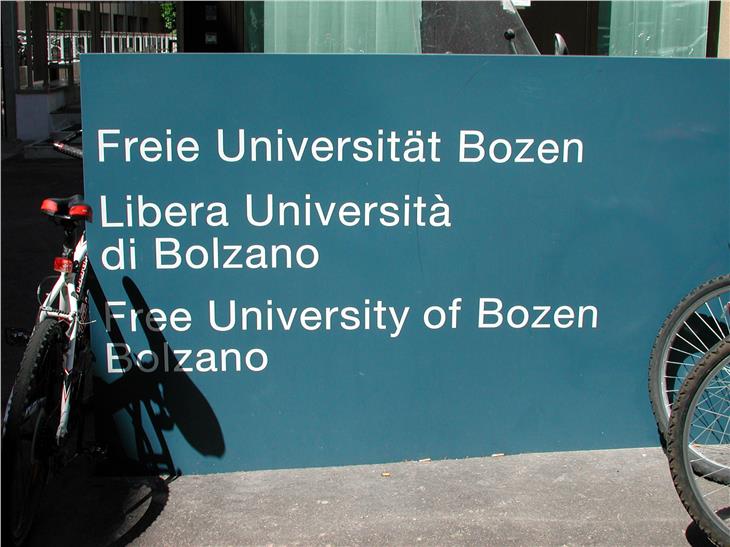 Freie Universität Bozen
Libera Università
di Bolzano
Free University of Bozen
Bolzano